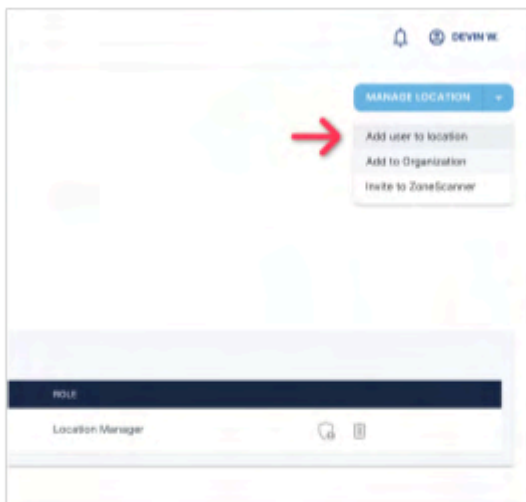 DEVIN W.
MANAGE LOCATION
Add user to location
Add to Organization
Invite to ZoneScanner
ROLE
Location Manager